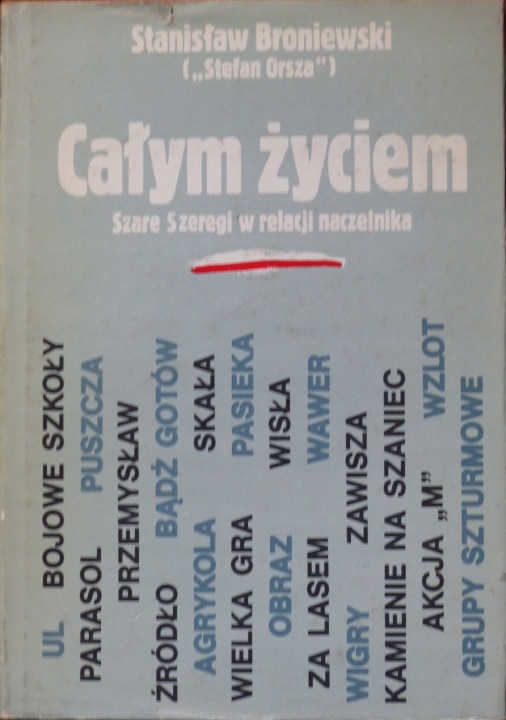 Stanisław Broniewski
(„Stefan Orsza")
Całym życiem
Szare Szeregi w relacji naczelnika
UL BOJOWE SZKOŁY
PARASOL PUSZCZA
PRZEMYSŁAW
ŹRÓDŁO BĄDŹ GOTÓW
AGRYKOLA SKAŁA
WIELKA GRA PASIEKA
OBRAZ WISŁA
ZA LASEM WAWER
WIGRY ZAWISZA
KAMIENIE NA SZANIEC
AKCJA „M" WZLOT
GRUPY SZTURMOWE